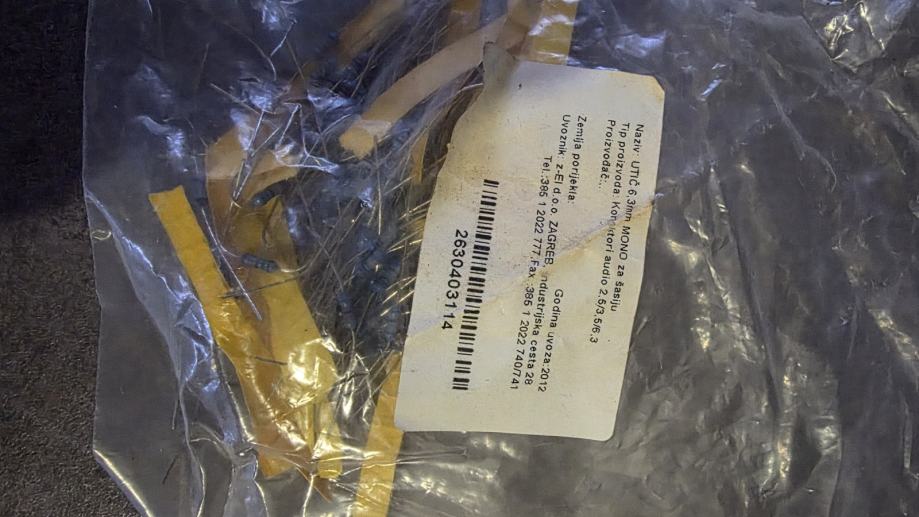 Naziv: UTIČ 6,3mm MONO za šasiju
Tip proizvoda: Konektori audio 2,5/3,5/6,3
Proizvođač:..
Zemlja porijekla: Godina uvoza:2012
Uvoznik: z-El d.o.o. ZAGREB Industrijska cesta 28
Tel.:385 1 2022 777,Fax.:385 1 2022 740/741
2630403114